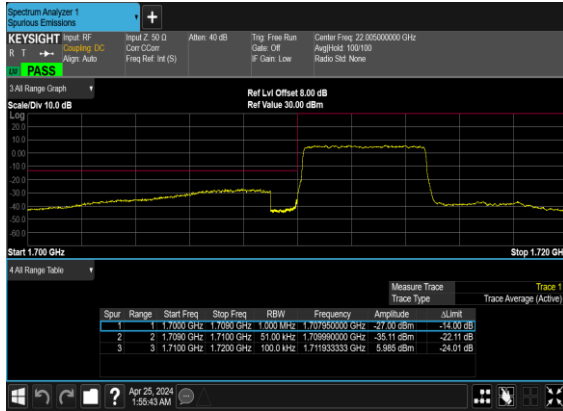 Spectrum Analyzer 1
Spurious Emissions
KEYSIGHT Input: RF Input Z: 50 Ω Atten: 40 dB Trig: Free Run Center Freq: 22.005000000 GHz
R T Coupling: DC Corr CCorr Gate: Off Avg|Hold: 100/100
Align: Auto Freq Ref: Int (S) IF Gain: Low Radio Std: None
PASS
3 All Range Graph
Ref Lvl Offset 8.00 dB
Scale/Div 10.0 dB Ref Value 30.00 dBm
Log
20.0
10.0
0.00
-10.0
-20.0
-30.0
-40.0
-50.0
-60.0
Start 1.700 GHz Stop 1.720 GH
4 All Range Table
Measure Trace Trace 1
Trace Type Trace Average (Active)
Spur Range Start Freq Stop Freq RBW Frequency Amplitude ΔLimit
1 1 1.7000 GHz 1.7090 GHz 1.000 MHz 1.707950000 GHz -27.00 dBm -14.00 dB
2 2 1.7090 GHz 1.7100 GHz 51.00 kHz 1.709990000 GHz -35.11 dBm -22.11 dB
3 3 1.7100 GHz 1.7200 GHz 100.0 kHz 1.711933333 GHz 5.985 dBm -24.01 dB
? Apr 25, 2024
1:55:43 AM